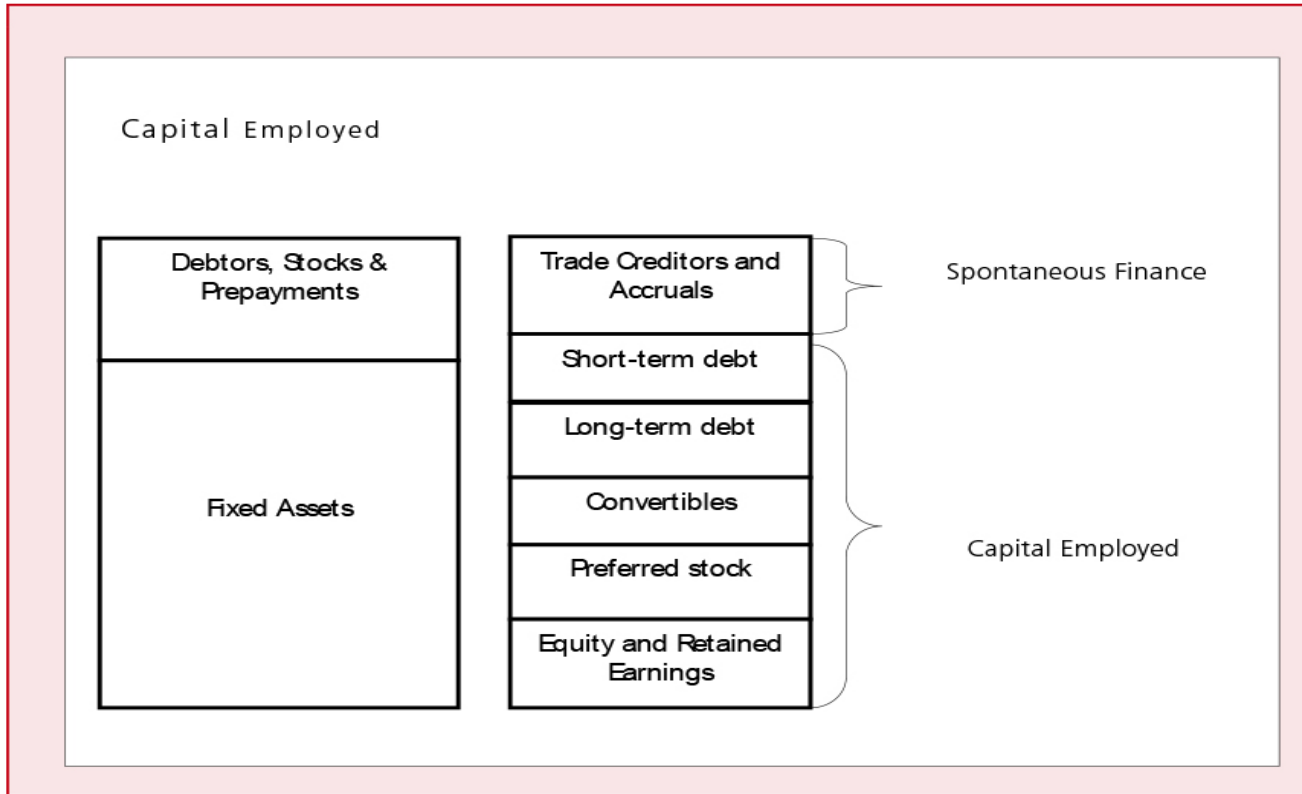 Capital Employed
Debtors, Stocks &
Prepayments
Fixed Assets
Trade Creditors and
Accruals
Short-term debt
Long-term debt
Convertibles
Preferred stock
Equity and Retained
Earnings
Spontaneous Finance
Capital Employed